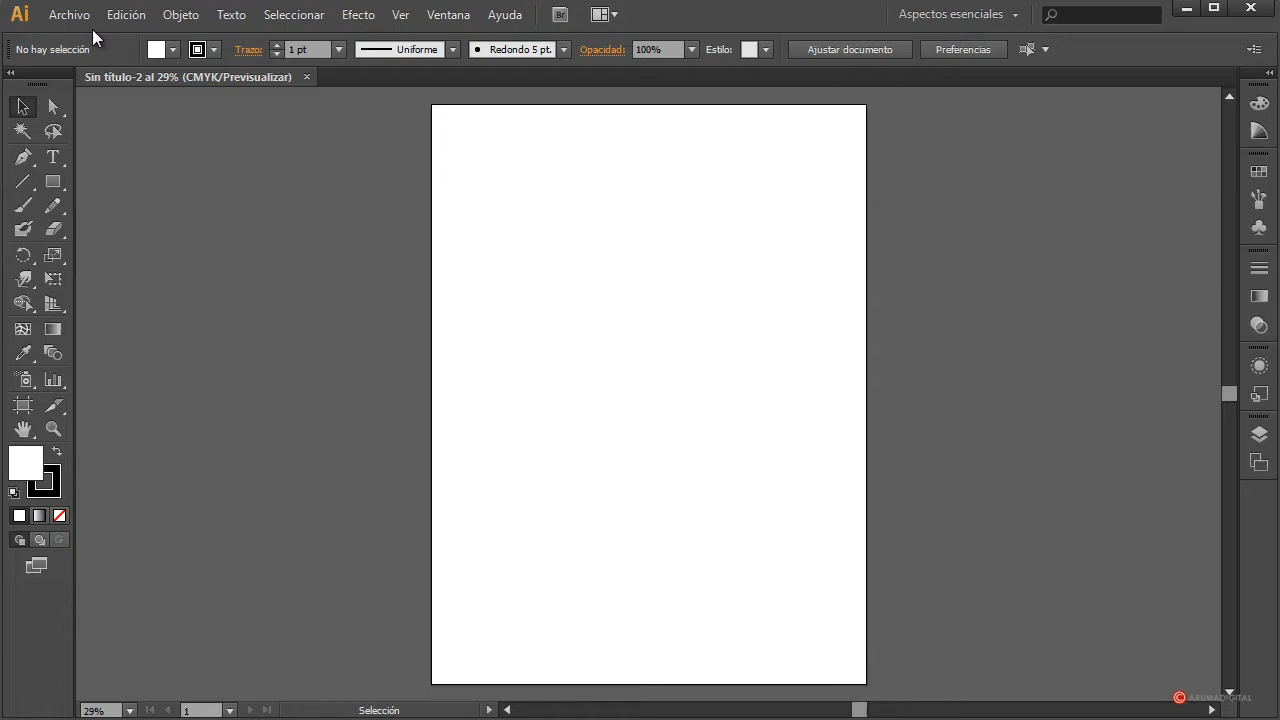 Ai Archivo Edición Objeto Texto Seleccionar Efecto Ver Ventana Ayuda Br Aspectos esenciales
No hay selección Trazo: 1 pt Uniforme Redondo 5 pt. Opacidad: 100% Estilo: Ajustar documento Preferencias
Sin título-2 al 29% (CMYK/Previsualizar) ×
T
29% 1 Selección
© ARUMADIGITAL